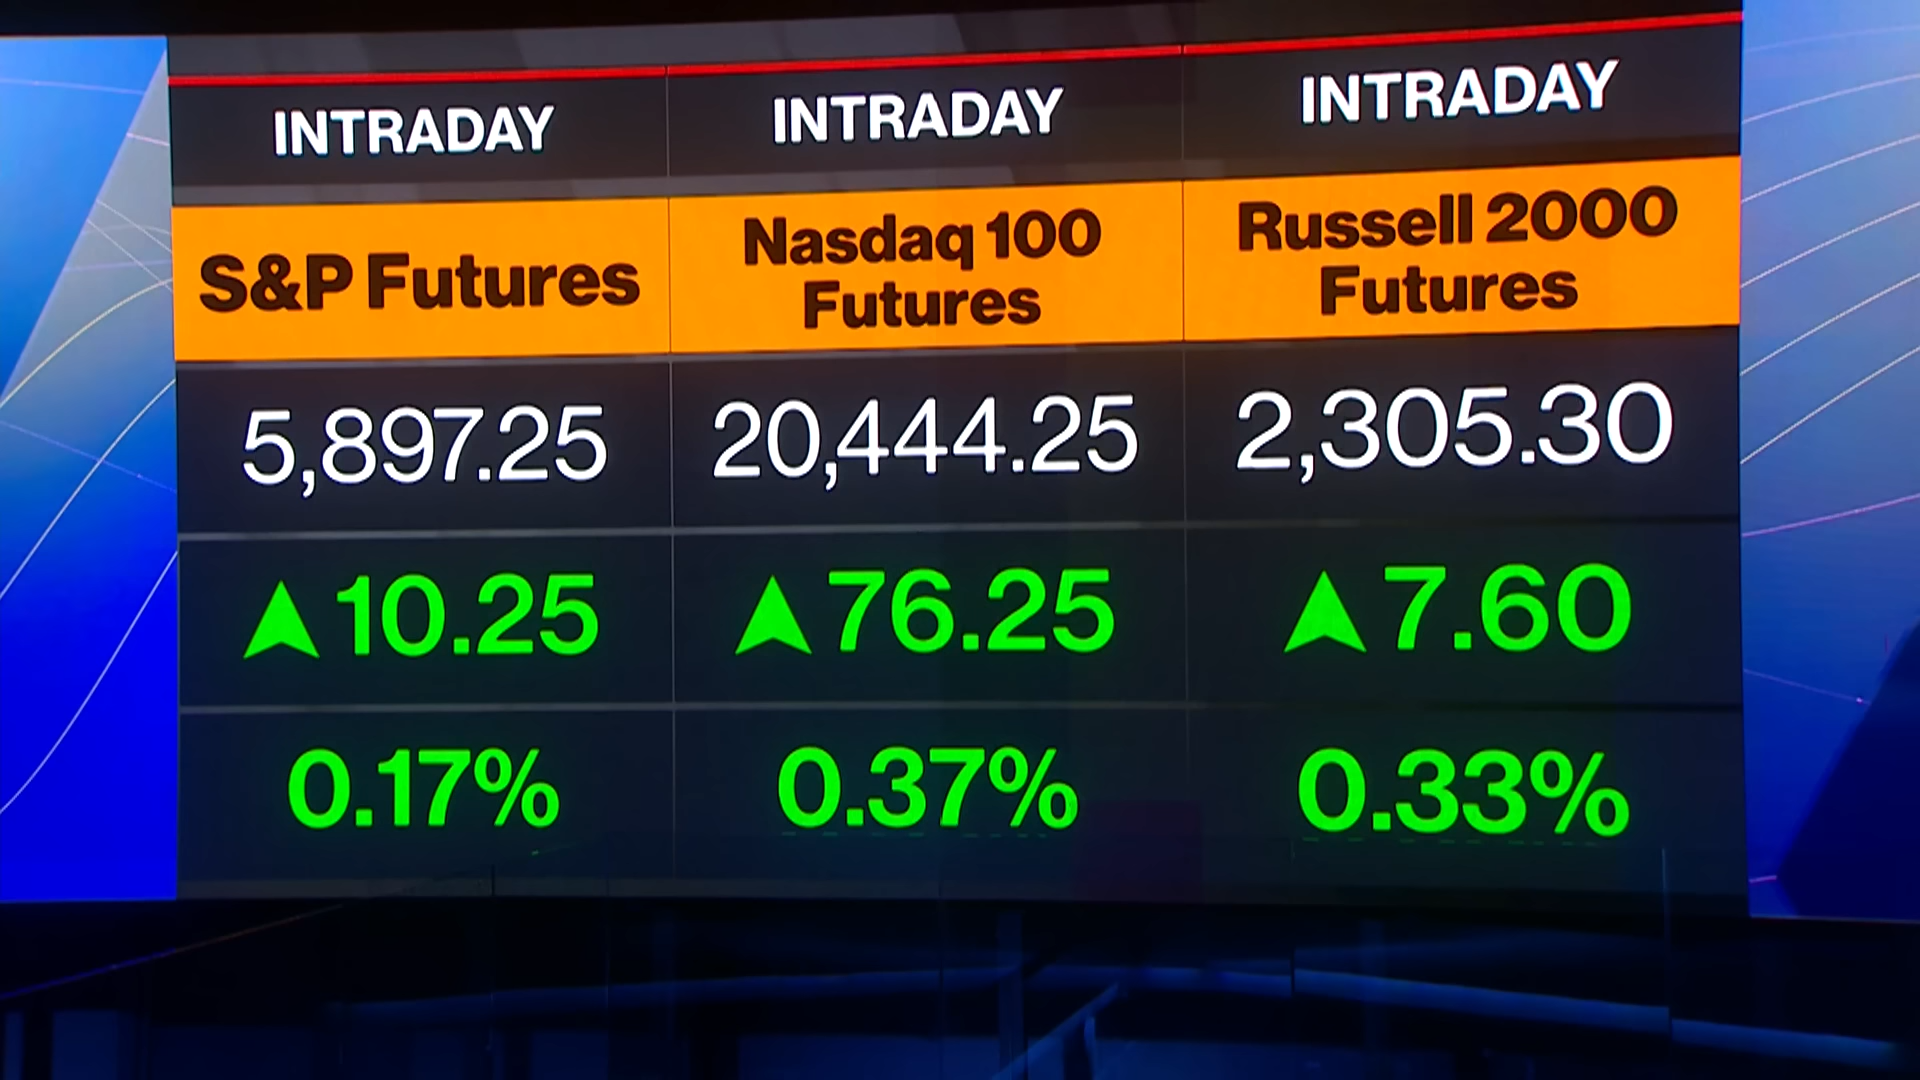 INTRADAY
INTRADAY
INTRADAY
S&P Futures
Nasdaq 100
Futures
Russell 2000
Futures
5,897.25
20,444.25
2,305.30
▲10.25
▲76.25
▲7.60
0.17%
0.37%
0.33%